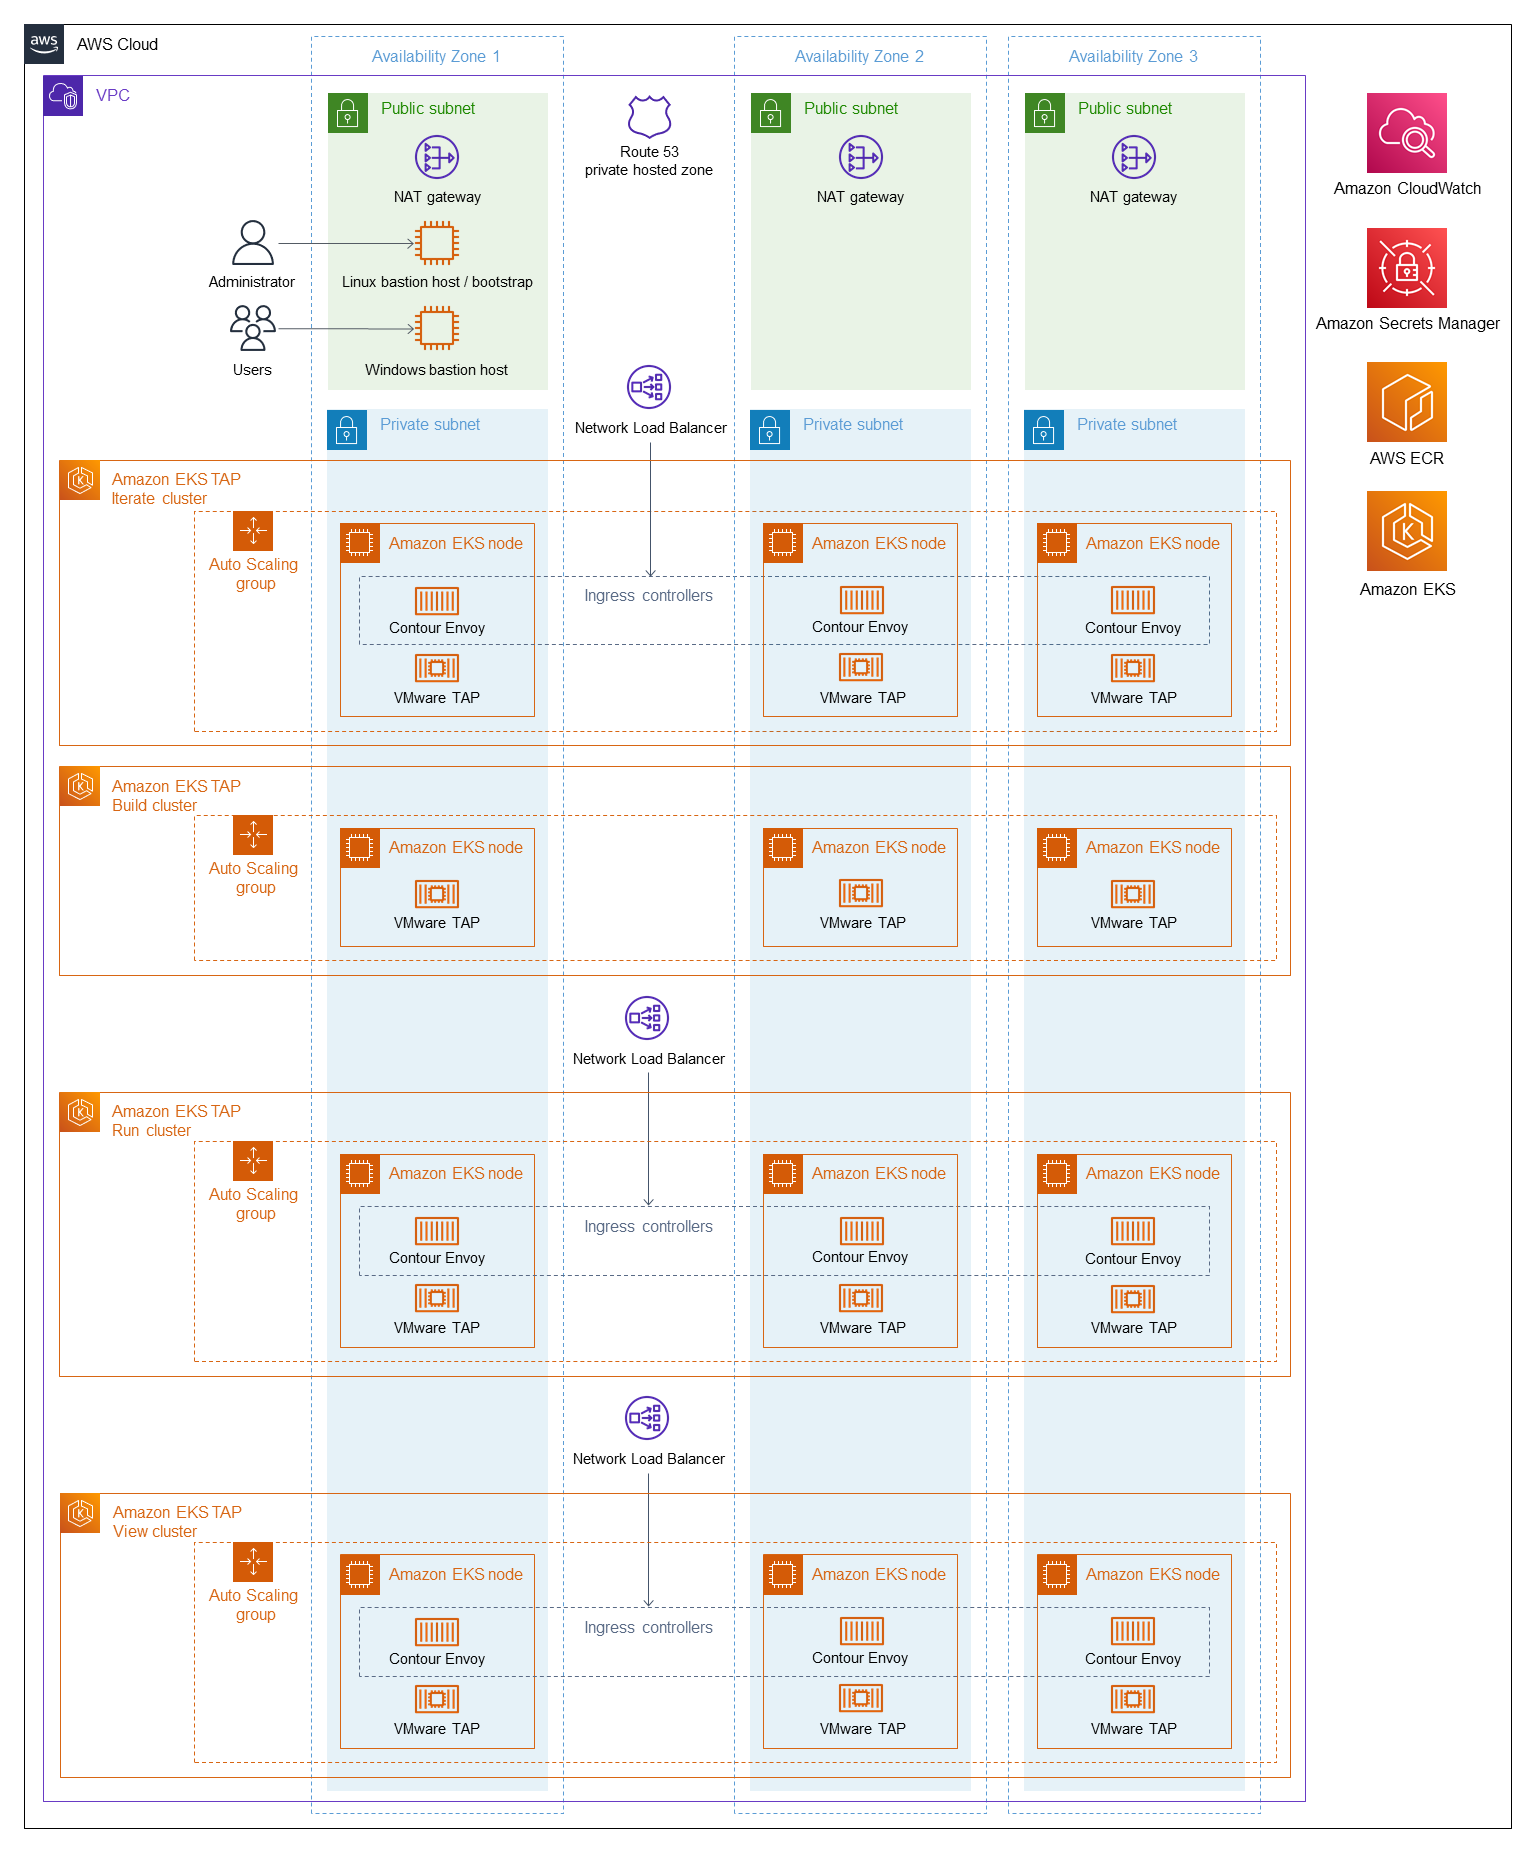 aws
AWS Cloud
Availability Zone 1
Availability Zone 2
Availability Zone 3
VPC
Public subnet
Public subnet
Public subnet
Route 53
private hosted zone
NAT gateway
NAT gateway
NAT gateway
Amazon CloudWatch
Administrator
Linux bastion host / bootstrap
Users
Windows bastion host
Amazon Secrets Manager
Private subnet
Network Load Balancer
Private subnet
Private subnet
AWS ECR
Amazon EKS TAP
Iterate cluster
Auto Scaling
group
Amazon EKS node
Amazon EKS node
Amazon EKS node
Amazon EKS
Ingress controllers
Contour Envoy
Contour Envoy
Contour Envoy
VMware TAP
VMware TAP
VMware TAP
Amazon EKS TAP
Build cluster
Auto Scaling
group
Amazon EKS node
Amazon EKS node
Amazon EKS node
VMware TAP
VMware TAP
VMware TAP
Network Load Balancer
Amazon EKS TAP
Run cluster
Auto Scaling
group
Amazon EKS node
Amazon EKS node
Amazon EKS node
Ingress controllers
Contour Envoy
Contour Envoy
Contour Envoy
VMware TAP
VMware TAP
VMware TAP
Network Load Balancer
Amazon EKS TAP
View cluster
Auto Scaling
group
Amazon EKS node
Amazon EKS node
Amazon EKS node
Ingress controllers
Contour Envoy
Contour Envoy
Contour Envoy
VMware TAP
VMware TAP
VMware TAP